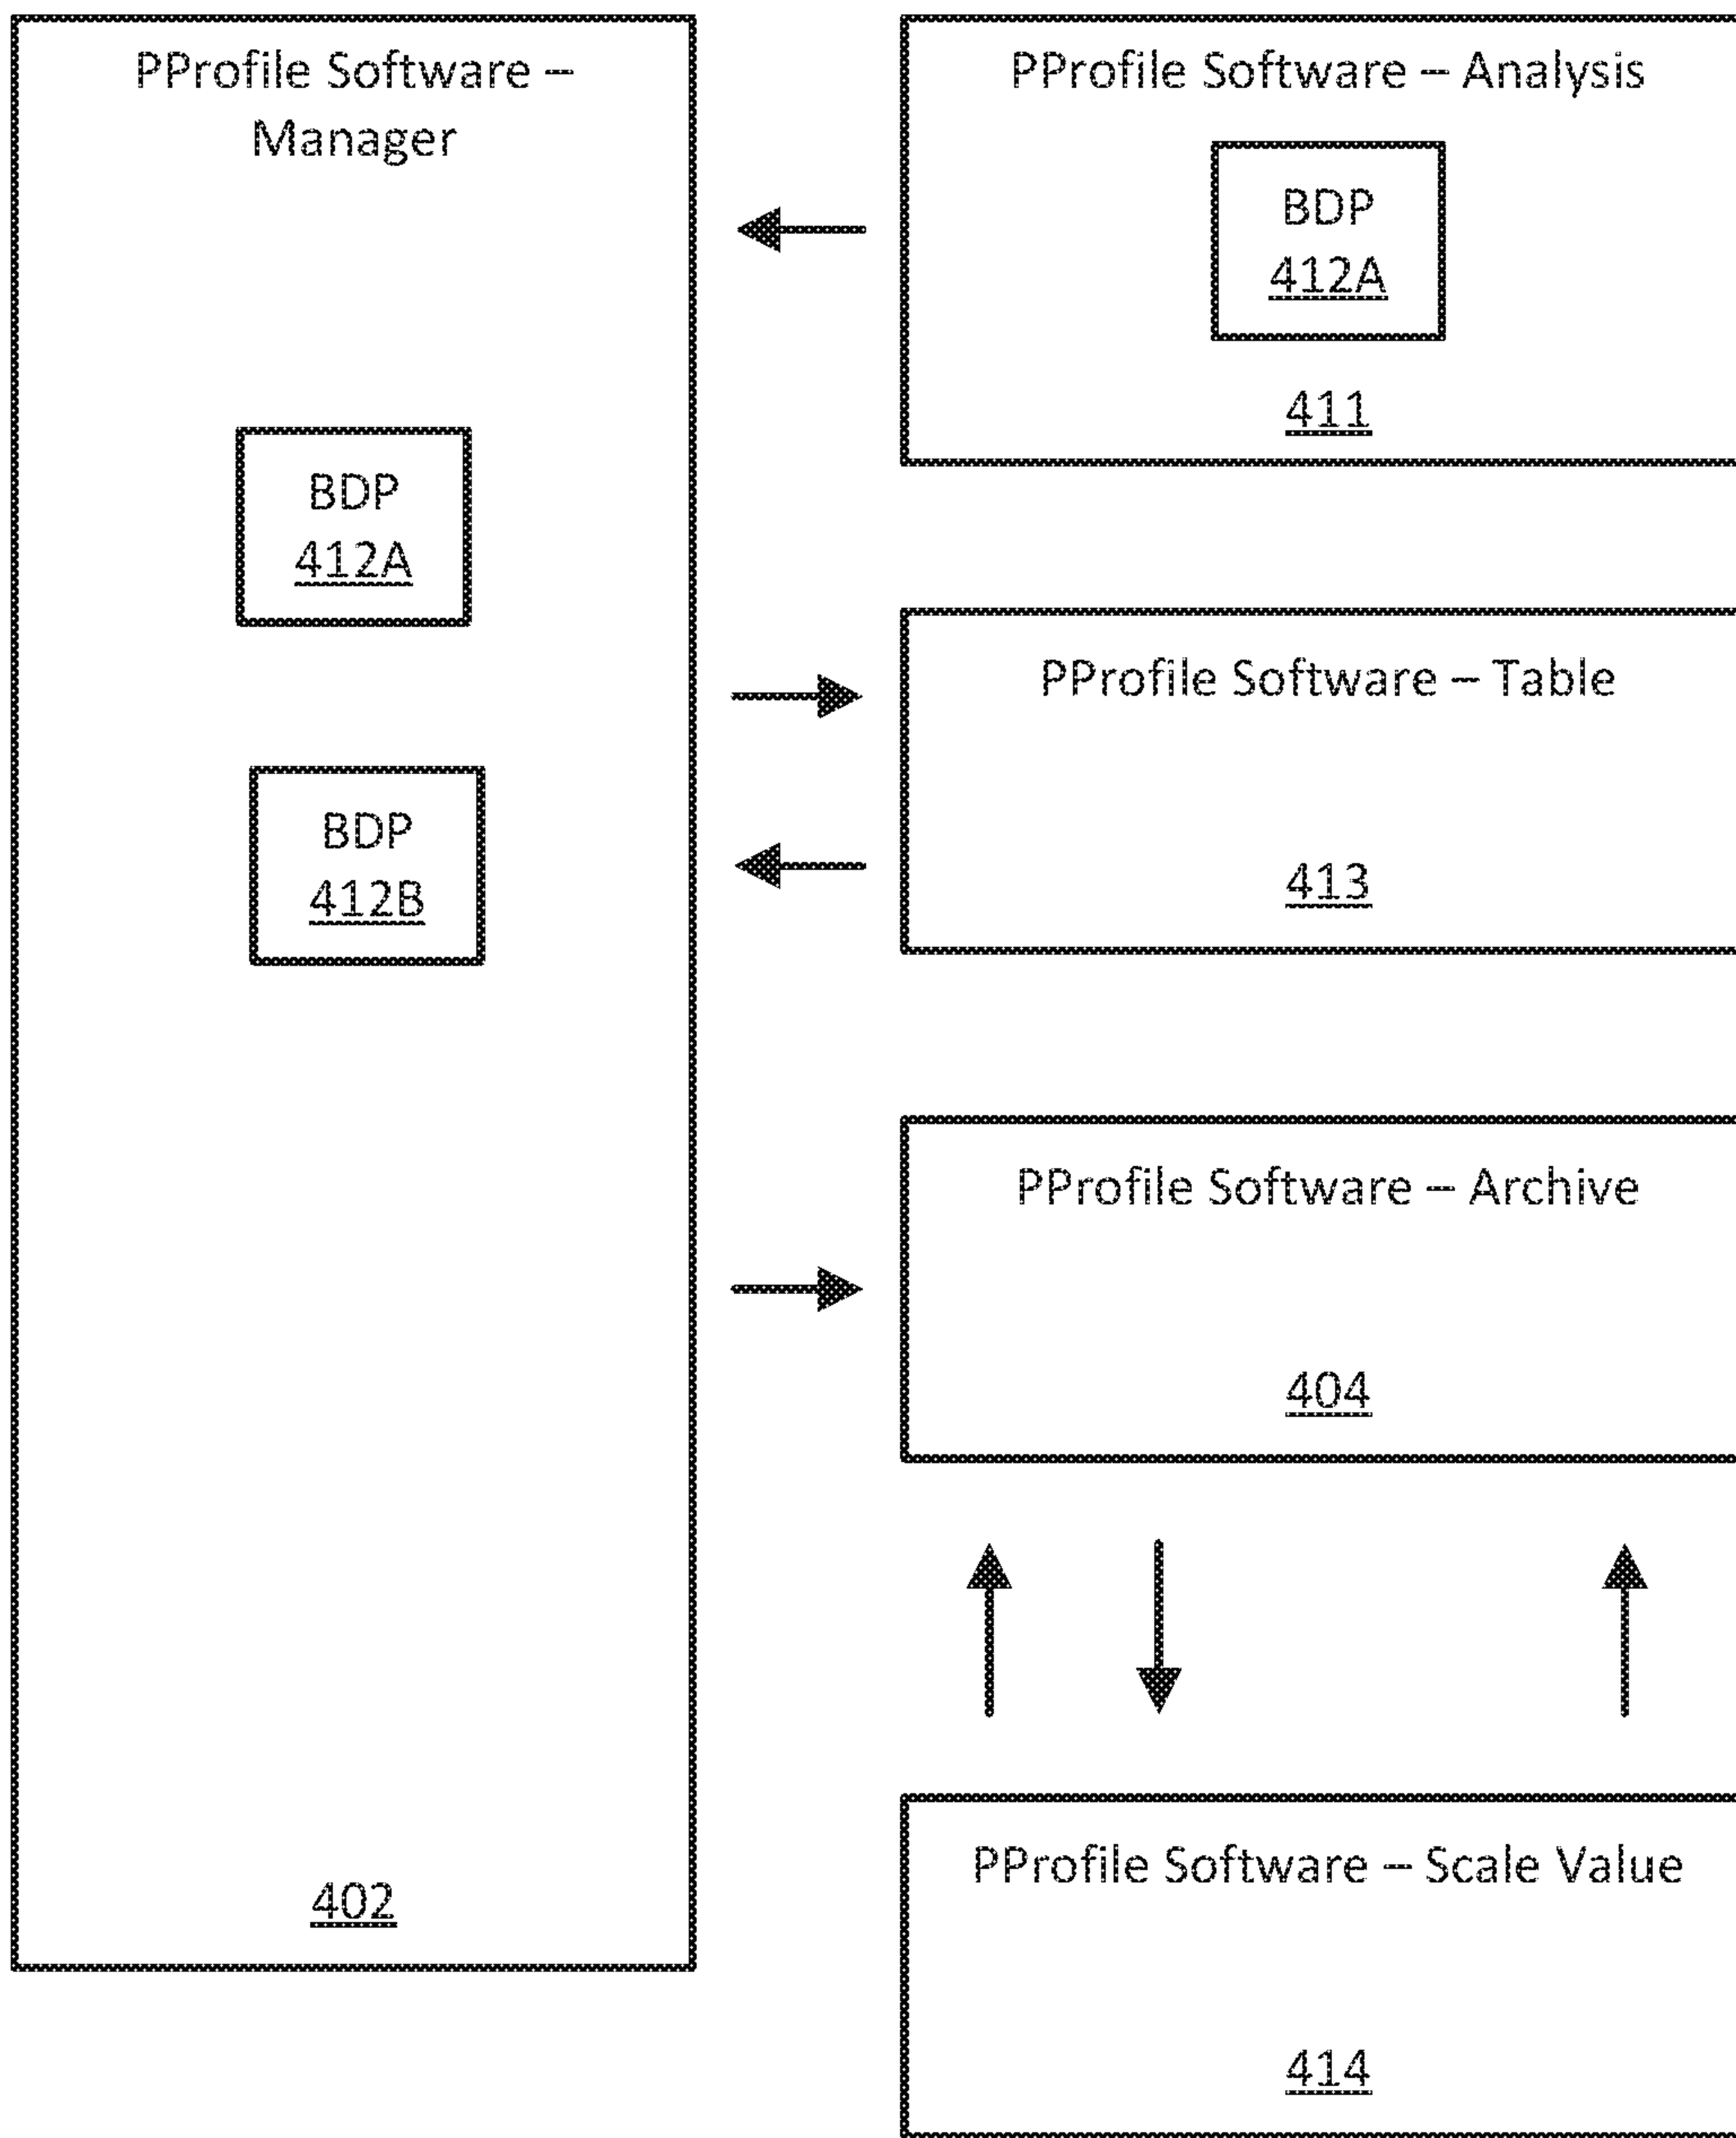 PProfile Software –
Manager
BDP
412A
BDP
412B
402
PProfile Software – Analysis
BDP
412A
411
PProfile Software – Table
413
PProfile Software – Archive
404
PProfile Software – Scale Value
414